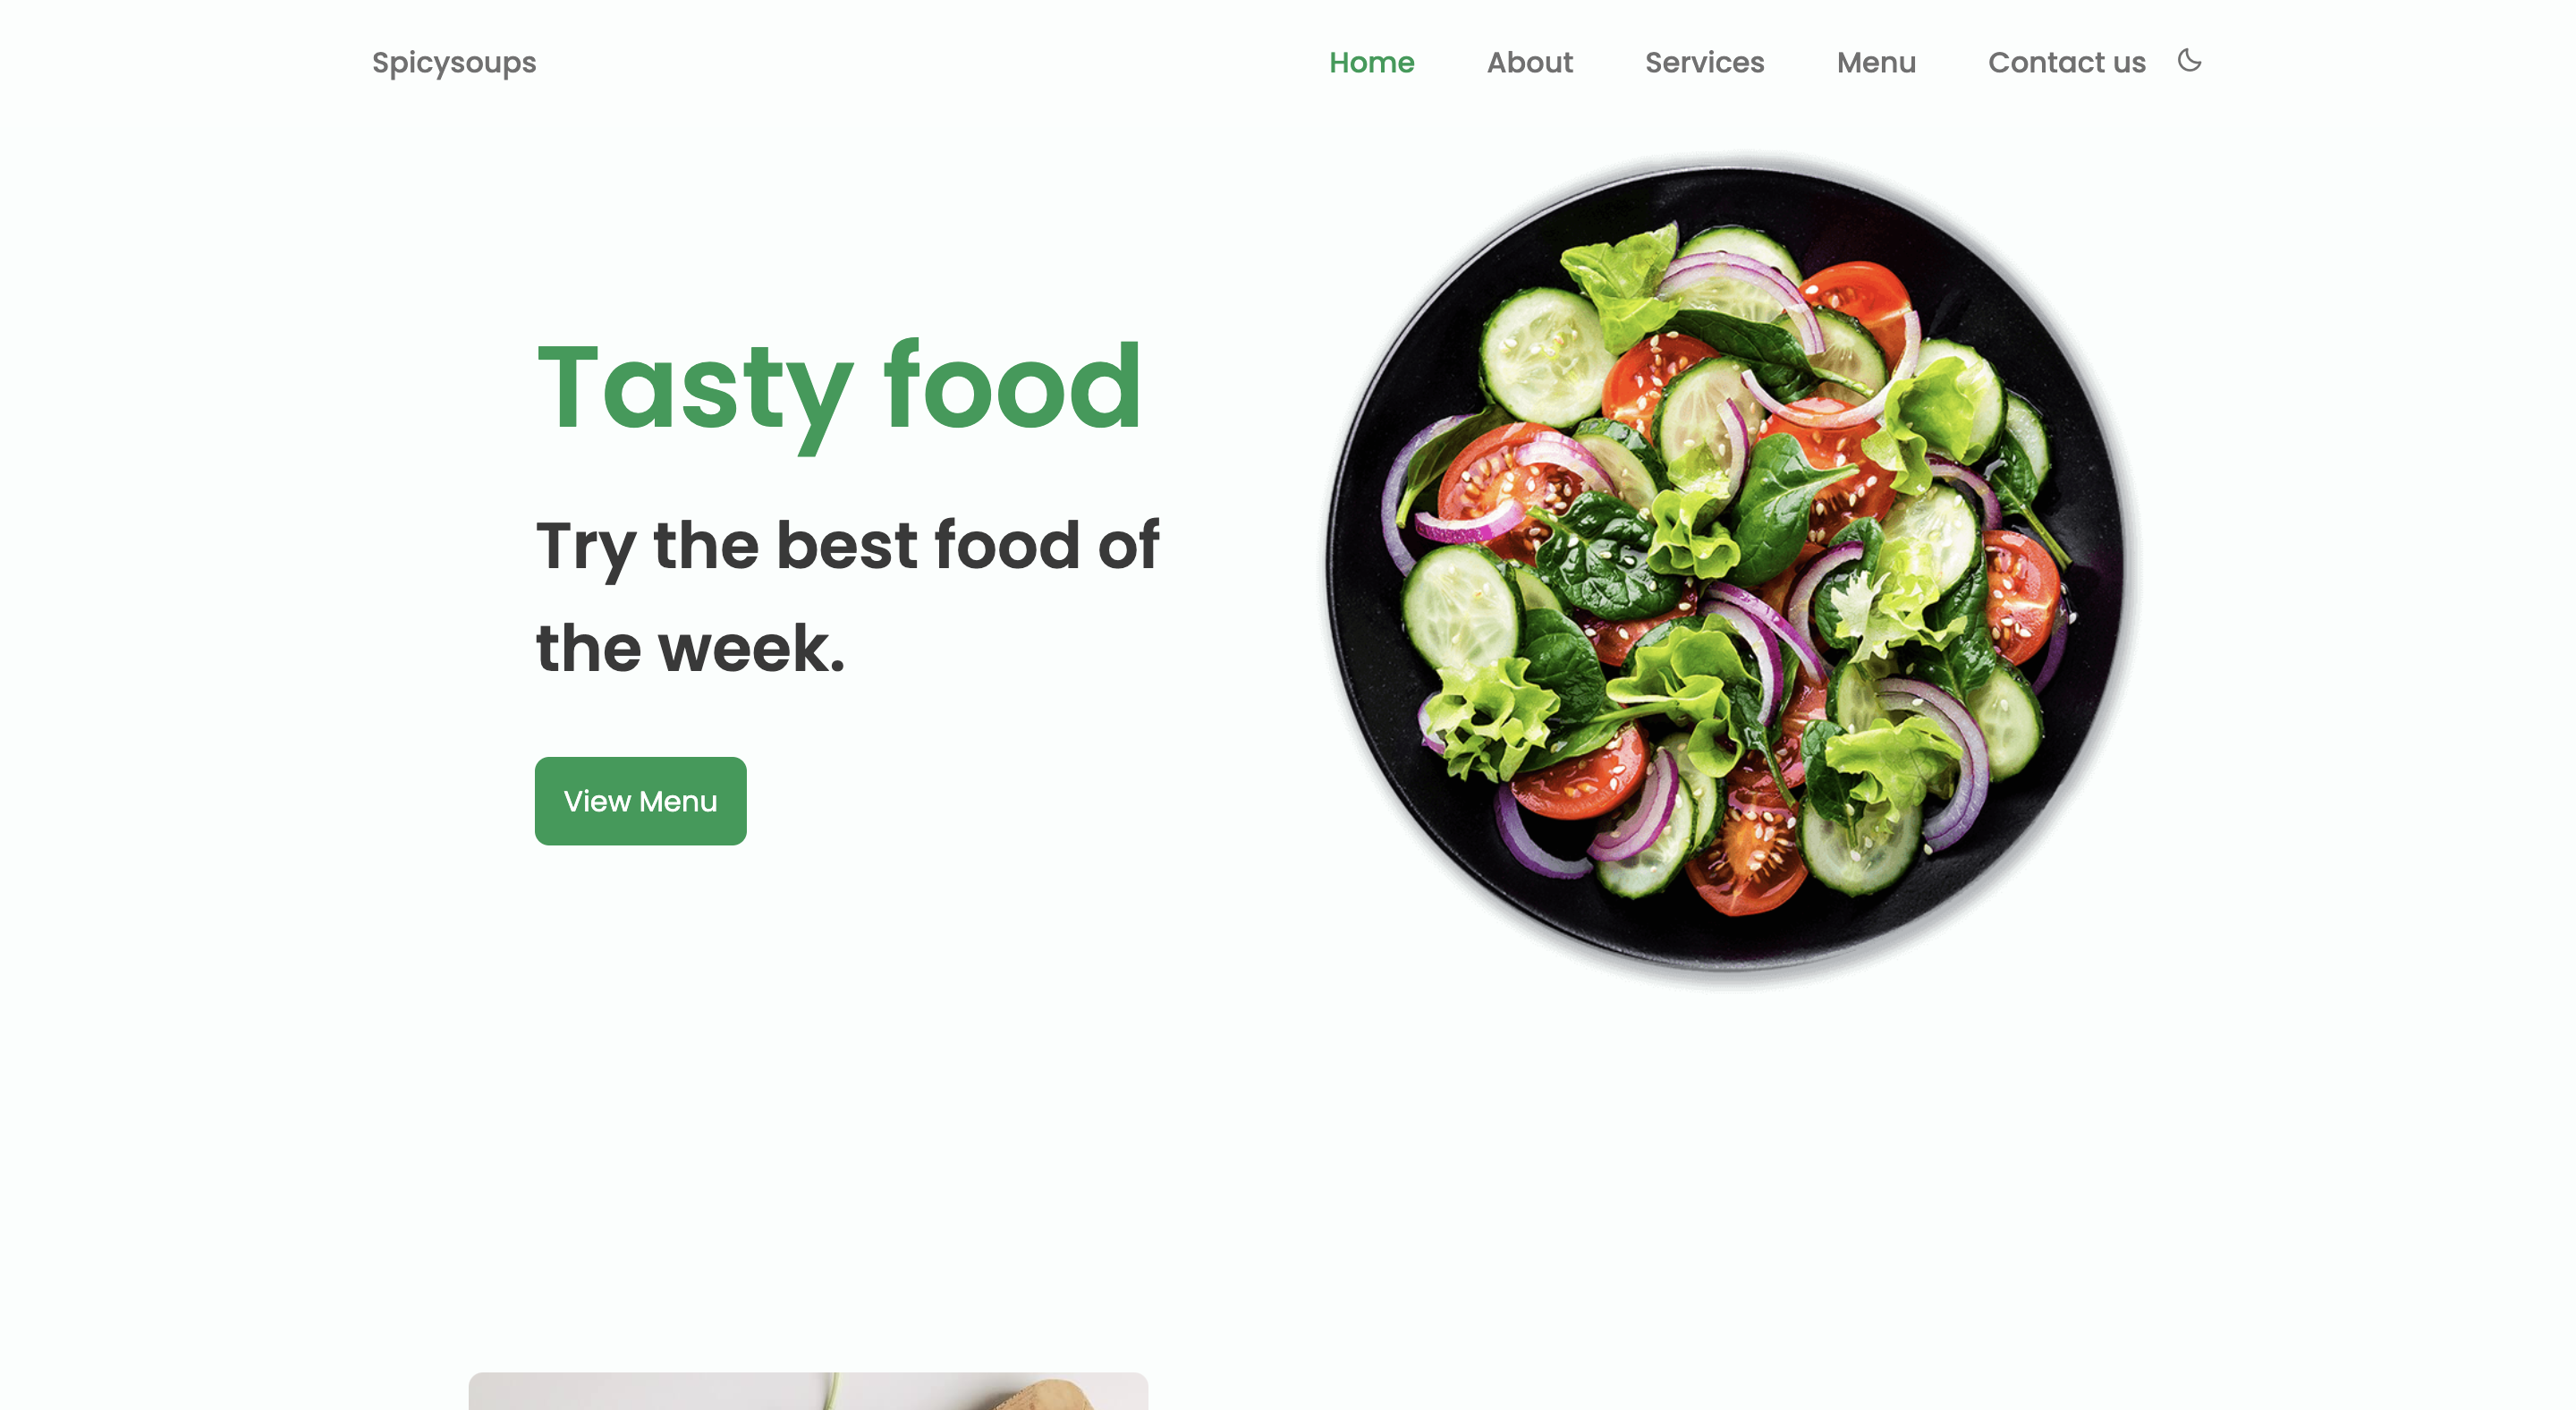 Spicysoups
Home About Services Menu Contact us
Tasty food
Try the best food of
the week.
View Menu